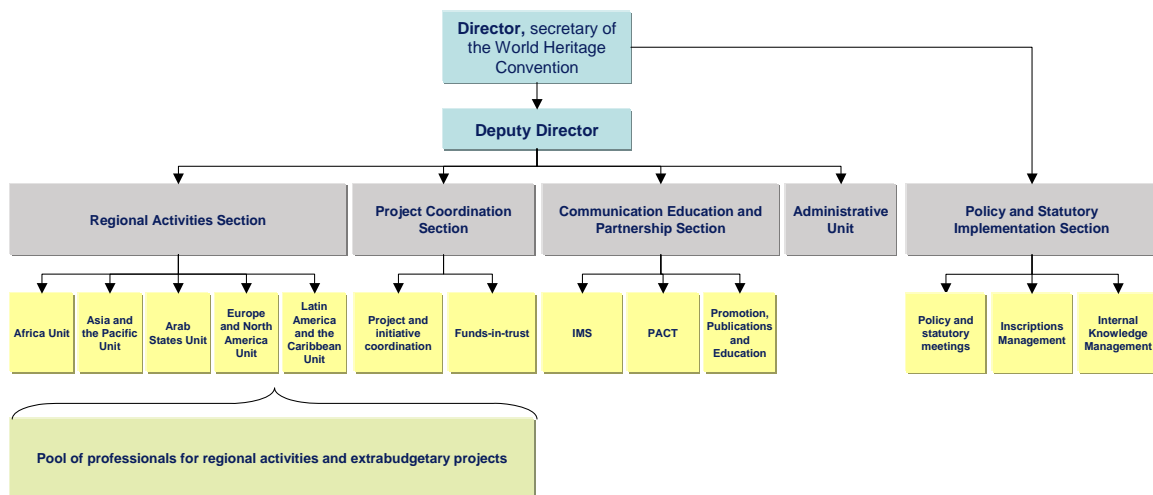 Director, secretary of
the World Heritage
Convention
Deputy Director
Regional Activities Section
Project Coordination
Section
Communication Education and
Partnership Section
Administrative
Unit
Policy and Statutory
Implementation Section
Africa Unit
Asia and
the Pacific
Unit
Arab
States Unit
Europe
and North
America
Unit
Latin
America
and the
Caribbean
Unit
Project and
initiative
coordination
Funds-in-trust
IMS
PACT
Promotion,
Publications
and
Education
Policy and
statutory
meetings
Inscriptions
Management
Internal
Knowledge
Management
Pool of professionals for regional activities and extrabudgetary projects